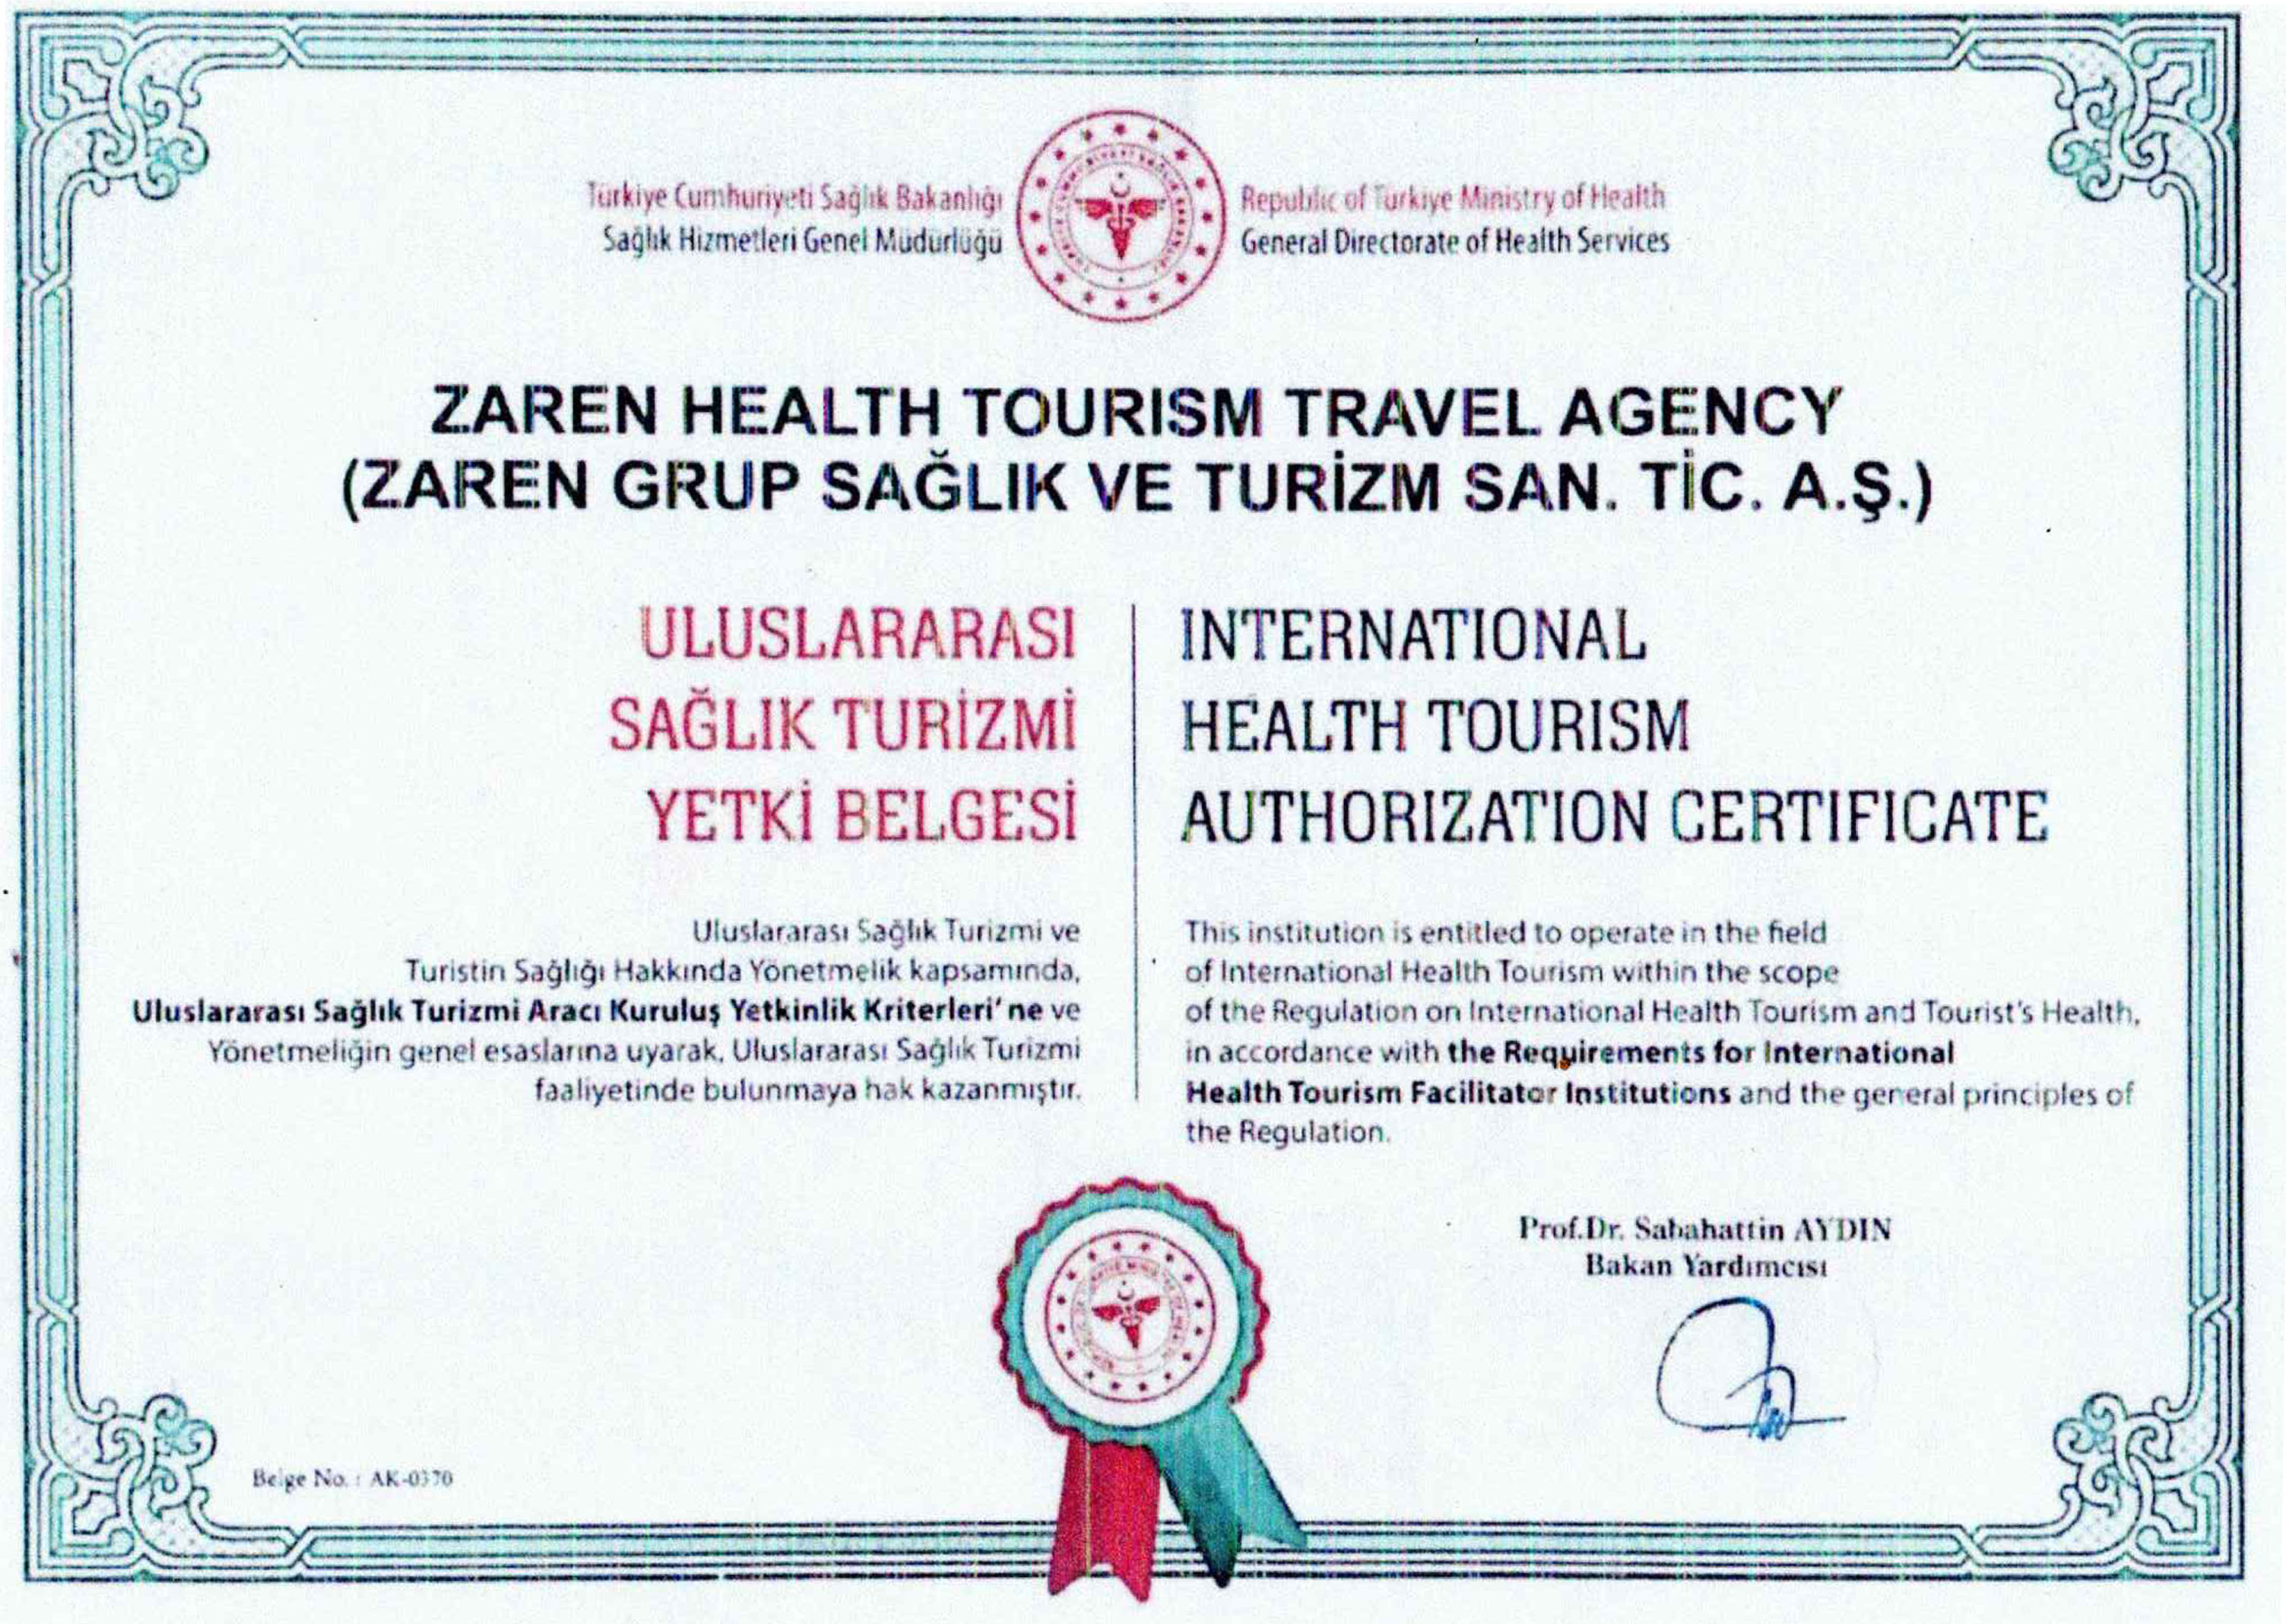 Türkiye Cumhuriyeti Sağlık Bakanlığı
Sağlık Hizmetleri Genel Müdürlüğü
Republic of Türkiye Ministry of Health
General Directorate of Health Services
ZAREN HEALTH TOURISM TRAVEL AGENCY
(ZAREN GRUP SAĞLIK VE TURİZM SAN. TİC. A.Ş.)
ULUSLARARASI
SAĞLIK TURİZMİ
YETKİ BELGESİ
Uluslararası Sağlık Turizmi ve
Turistin Sağlığı Hakkında Yönetmelik kapsamında,
Uluslararası Sağlık Turizmi Aracı Kuruluş Yetkinlik Kriterleri'ne ve
Yönetmeliğin genel esaslarına uyarak, Uluslararası Sağlık Turizmi
faaliyetinde bulunmaya hak kazanmıştır.
INTERNATIONAL
HEALTH TOURISM
AUTHORIZATION CERTIFICATE
This institution is entitled to operate in the field
of International Health Tourism within the scope
of the Regulation on International Health Tourism and Tourist's Health,
in accordance with the Requirements for International
Health Tourism Facilitator Institutions and the general principles of
the Regulation.
Prof.Dr. Sabahattin AYDIN
Bakan Yardımcısı
Belge No. : AK-0370